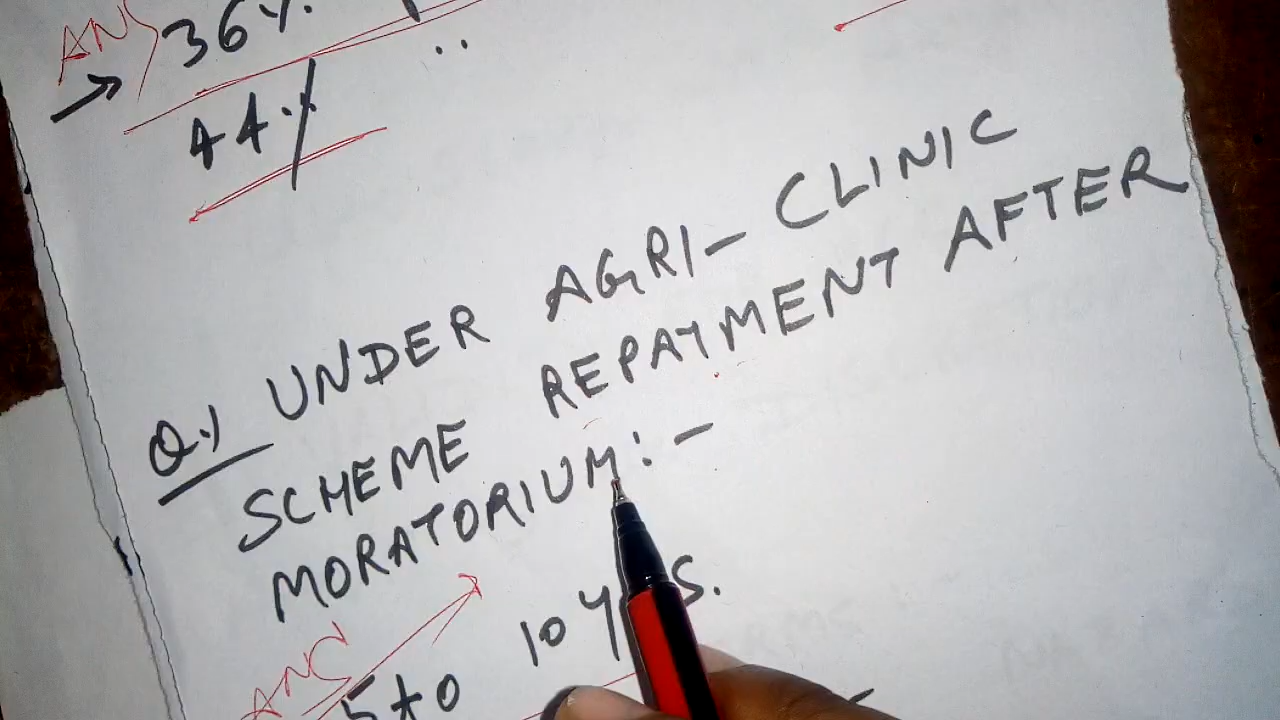 ANS 36%.
44%
Q.) UNDER AGRI-CLINIC
SCHEME REPAYMENT AFTER
MORATORIUM:-
ANS 5 to 10